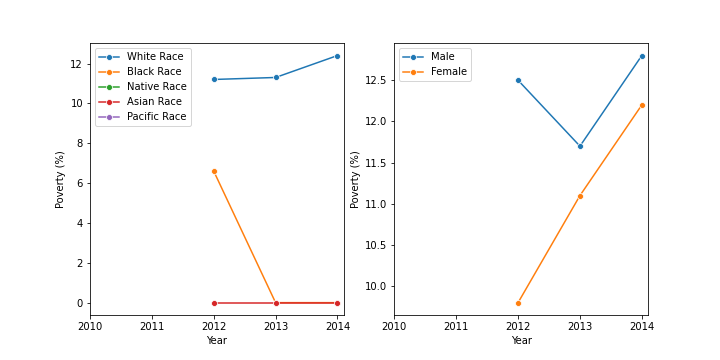 White Race
Black Race
Native Race
Asian Race
Pacific Race
12
10
8
6
4
2
0
Poverty (%)
2010 2011 2012 2013 2014
Year
Male
Female
12.5
12.0
11.5
11.0
10.5
10.0
Poverty (%)
2010 2011 2012 2013 2014
Year